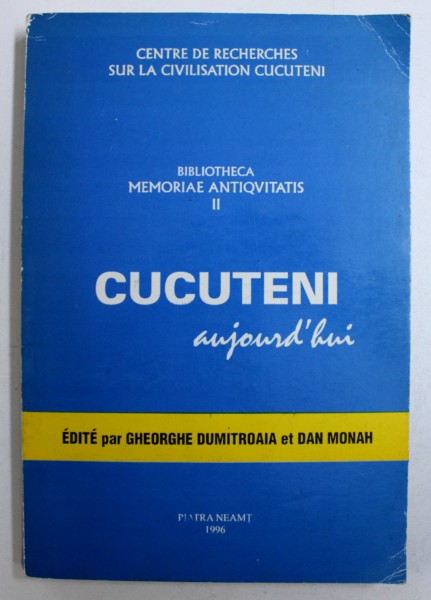 CENTRE DE RECHERCHES
SUR LA CIVILISATION CUCUTENI
BIBLIOTHECA
MEMORIAE ANTIQVITATIS
II
CUCUTENI
aujourd'hui
ÉDITÉ par GHEORGHE DUMITROAIA et DAN MONAH
PIATRA NEAMȚ
1996